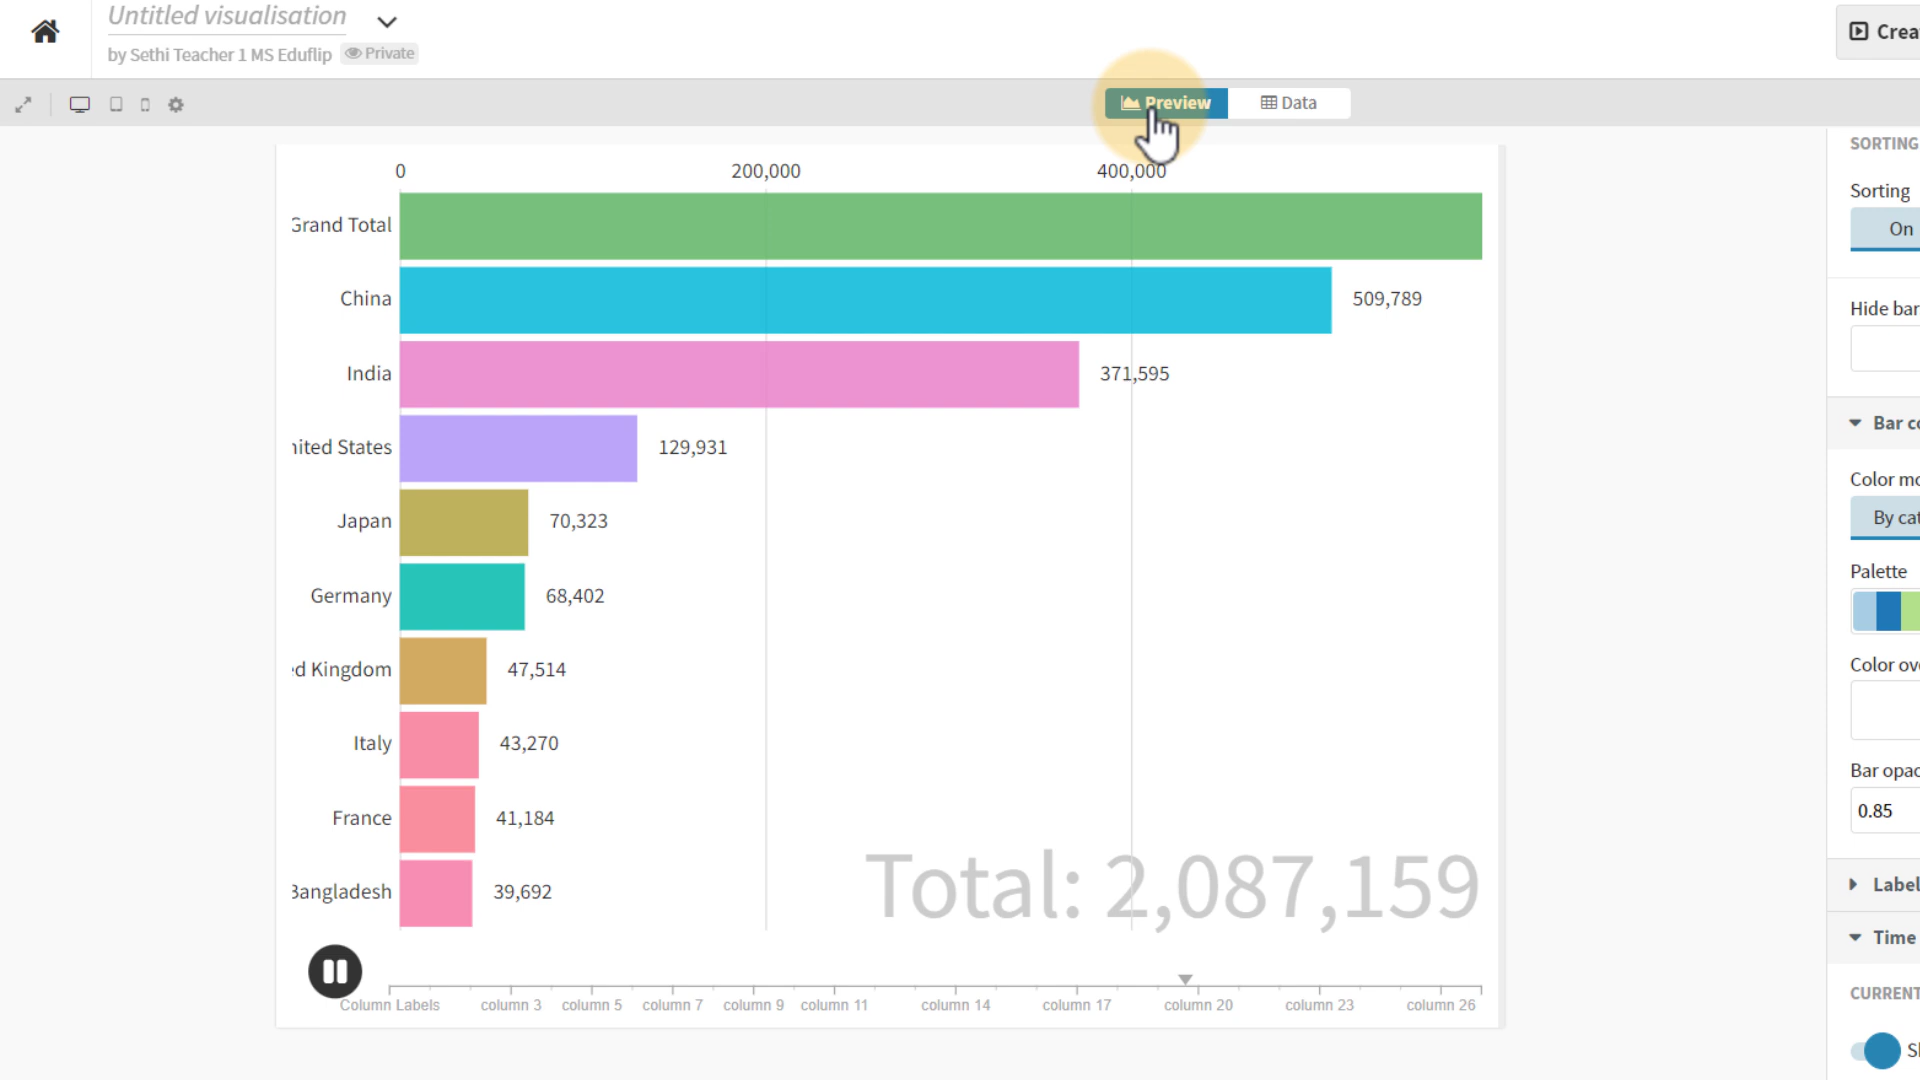 Untitled visualisation
by Sethi Teacher 1 MS Eduflip Private
Crea
Preview Data
SORTING
Sorting
On
Hide bar
Bar co
Color mo
By cat
Palette
Color ove
Bar opac
0.85
Label
Time
CURRENT
Sl
0 200,000 400,000
Grand Total
China 509,789
India 371,595
nited States 129,931
Japan 70,323
Germany 68,402
d Kingdom 47,514
Italy 43,270
France 41,184
Bangladesh 39,692
Total: 2,087,159
Column Labels column 3 column 5 column 7 column 9 column 11 column 14 column 17 column 20 column 23 column 26